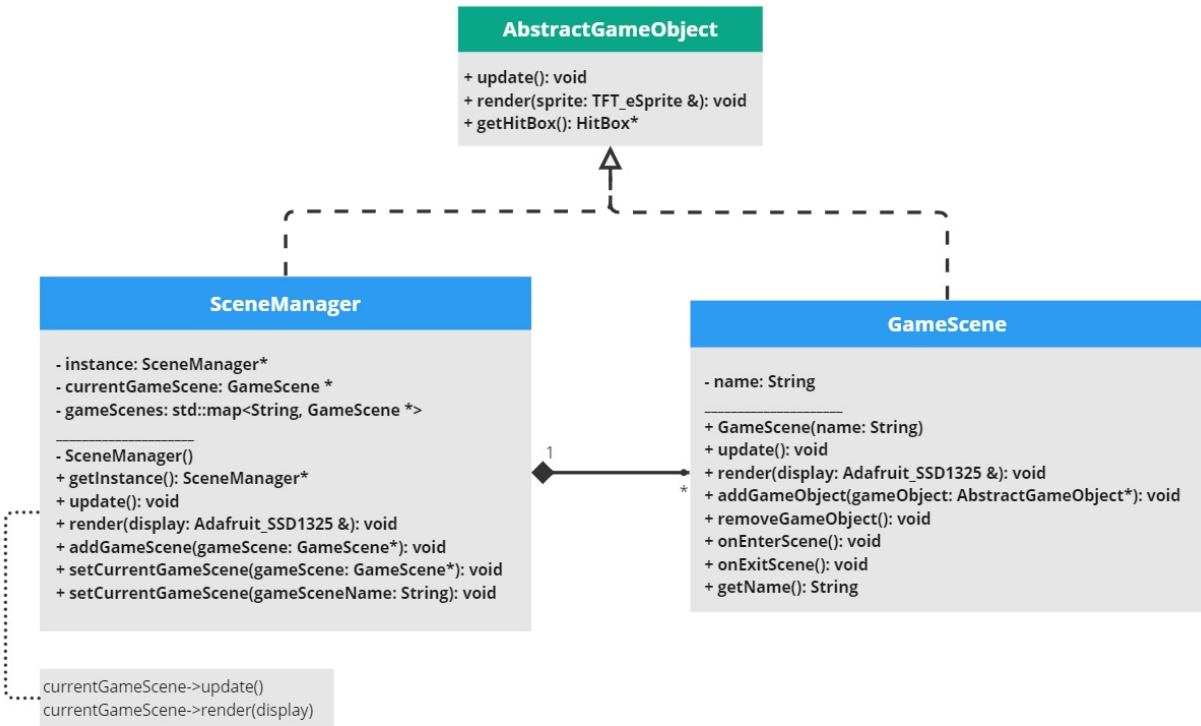 AbstractGameObject
+ update(): void
+ render(sprite: TFT_eSprite &): void
+ getHitBox(): HitBox*
SceneManager
- instance: SceneManager*
- currentGameScene: GameScene *
- gameScenes: std::map<String, GameScene *>
- SceneManager()
+ getInstance(): SceneManager*
+ update(): void
+ render(display: Adafruit_SSD1325 &): void
+ addGameScene(gameScene: GameScene*): void
+ setCurrentGameScene(gameScene: GameScene*): void
+ setCurrentGameScene(gameSceneName: String): void
1
*
GameScene
- name: String
+ GameScene(name: String)
+ update(): void
+ render(display: Adafruit_SSD1325 &): void
+ addGameObject(gameObject: AbstractGameObject*): void
+ removeGameObject(): void
+ onEnterScene(): void
+ onExitScene(): void
+ getName(): String
currentGameScene->update()
currentGameScene->render(display)